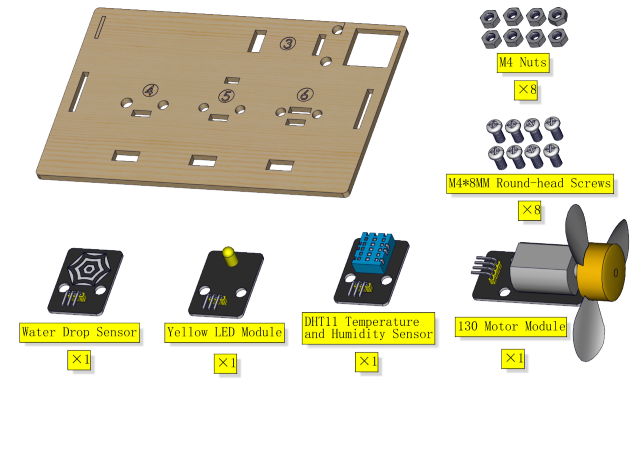 ③
④
⑤
⑥
M4 Nuts
×8
M4*8MM Round-head Screws
×8
Water Drop Sensor
×1
Yellow LED Module
×1
DHT11 Temperature
and Humidity Sensor
×1
130 Motor Module
×1